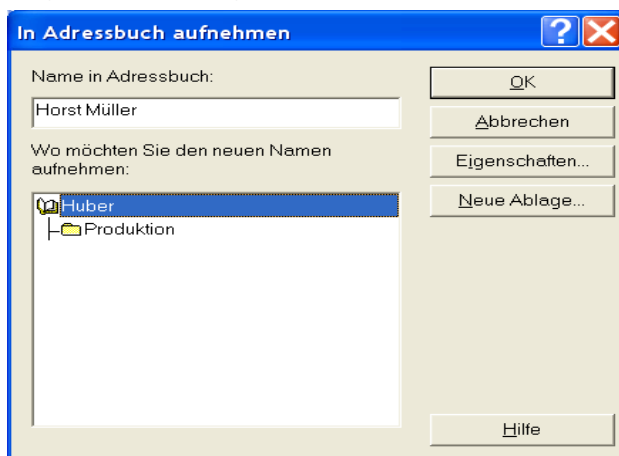 In Adressbuch aufnehmen
Name in Adressbuch:
Horst Müller
Wo möchten Sie den neuen Namen
aufnehmen:
Huber
Produktion
OK
Abbrechen
Eigenschaften...
Neue Ablage...
Hilfe